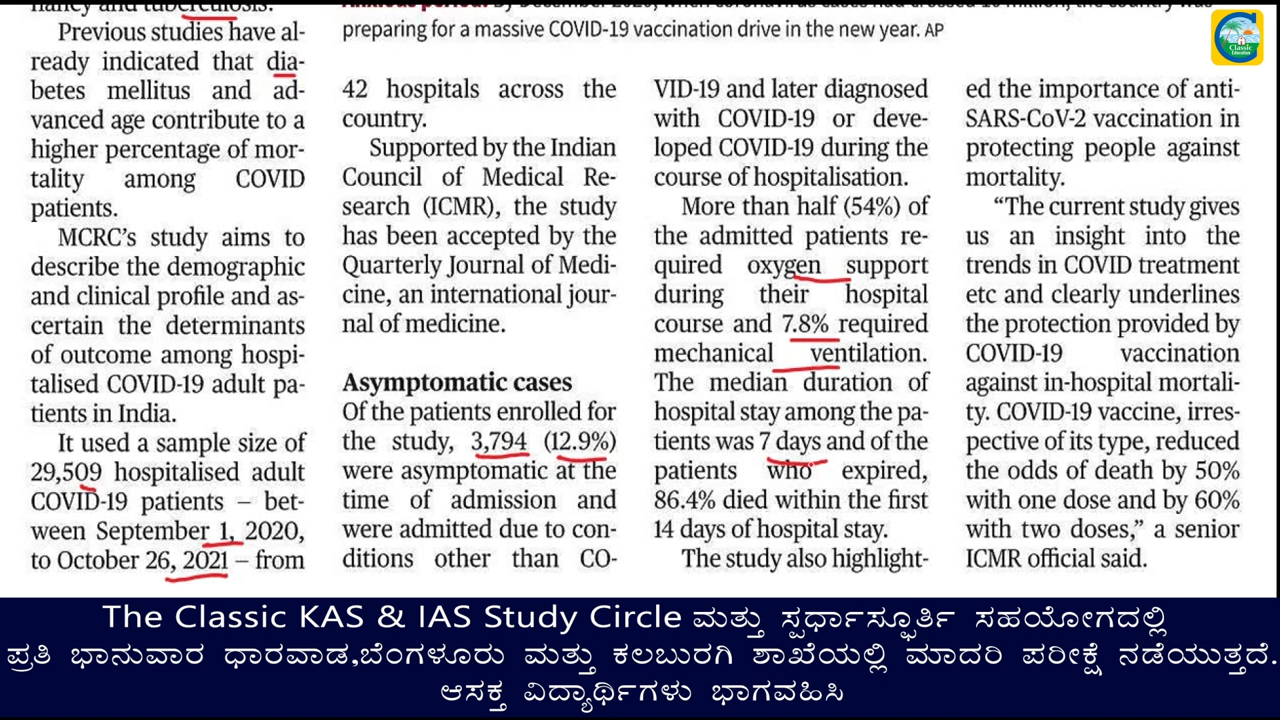 nancy and tuberculosis.
Previous studies have al-
ready indicated that dia-
betes mellitus and ad-
vanced age contribute to a
higher percentage of mor-
tality among COVID
patients.
MCRC’s study aims to
describe the demographic
and clinical profile and as-
certain the determinants
of outcome among hospi-
talised COVID-19 adult pa-
tients in India.
It used a sample size of
29,509 hospitalised adult
COVID-19 patients – bet-
ween September 1, 2020,
to October 26, 2021 – from
preparing for a massive COVID-19 vaccination drive in the new year. AP
42 hospitals across the
country.
Supported by the Indian
Council of Medical Re-
search (ICMR), the study
has been accepted by the
Quarterly Journal of Medi-
cine, an international jour-
nal of medicine.
Asymptomatic cases
Of the patients enrolled for
the study, 3,794 (12.9%)
were asymptomatic at the
time of admission and
were admitted due to con-
ditions other than CO-
VID-19 and later diagnosed
with COVID-19 or deve-
loped COVID-19 during the
course of hospitalisation.
More than half (54%) of
the admitted patients re-
quired oxygen support
during their hospital
course and 7.8% required
mechanical ventilation.
The median duration of
hospital stay among the pa-
tients was 7 days and of the
patients who expired,
86.4% died within the first
14 days of hospital stay.
The study also highlight-
ed the importance of anti-
SARS-CoV-2 vaccination in
protecting people against
mortality.
“The current study gives
us an insight into the
trends in COVID treatment
etc and clearly underlines
the protection provided by
COVID-19 vaccination
against in-hospital mortali-
ty. COVID-19 vaccine, irres-
pective of its type, reduced
the odds of death by 50%
with one dose and by 60%
with two doses,” a senior
ICMR official said.
Classic
Education
The Classic KAS & IAS Study Circle ಮತ್ತು ಸ್ಪರ್ಧಾಸ್ಫೂರ್ತಿ ಸಹಯೋಗದಲ್ಲಿ
ಪ್ರತಿ ಭಾನುವಾರ ಧಾರವಾಡ,ಬೆಂಗಳೂರು ಮತ್ತು ಕಲಬುರಗಿ ಶಾಖೆಯಲ್ಲಿ ಮಾದರಿ ಪರೀಕ್ಷೆ ನಡೆಯುತ್ತದೆ.
ಆಸಕ್ತ ವಿದ್ಯಾರ್ಥಿಗಳು ಭಾಗವಹಿಸಿ